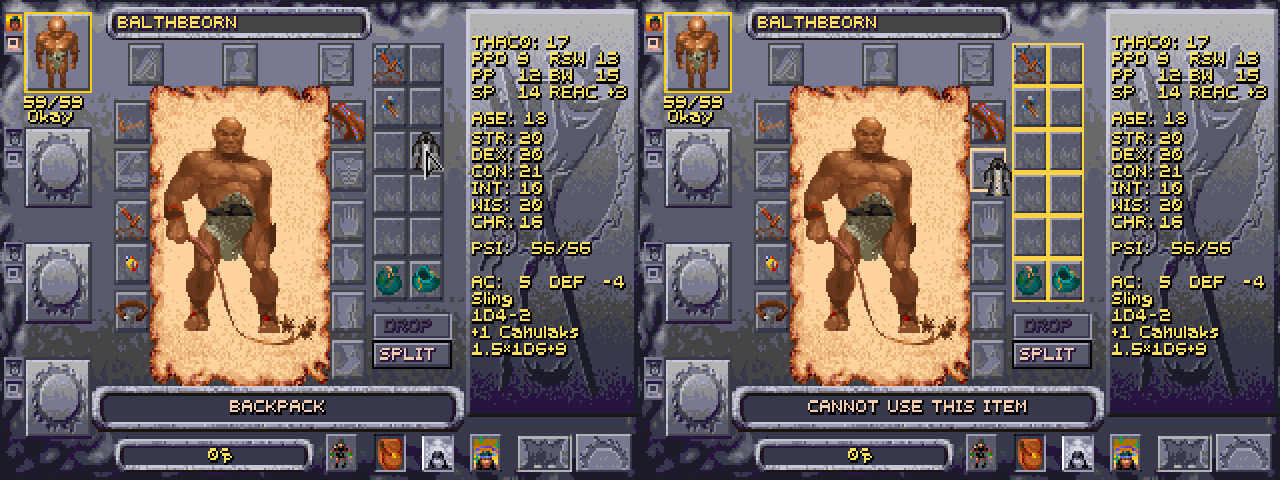 BALTHBEORN
59/59
Okay
THAC0: 17
PPD 9 RSW 13
PP 12 BW 15
SP 14 REAC +3
AGE: 18
STR: 20
DEX: 20
CON: 21
INT: 10
WIS: 20
CHR: 16
PSI: 56/56
AC: 5 DEF -4
Sling
1D4-2
+1 Cahulaks
1.5*1D6+9
DROP
SPLIT
BACKPACK
0
BALTHBEORN
59/59
Okay
THAC0: 17
PPD 9 RSW 13
PP 12 BW 15
SP 14 REAC +3
AGE: 18
STR: 20
DEX: 20
CON: 21
INT: 10
WIS: 20
CHR: 16
PSI: 56/56
AC: 5 DEF -4
Sling
1D4-2
+1 Cahulaks
1.5*1D6+9
DROP
SPLIT
CANNOT USE THIS ITEM
0